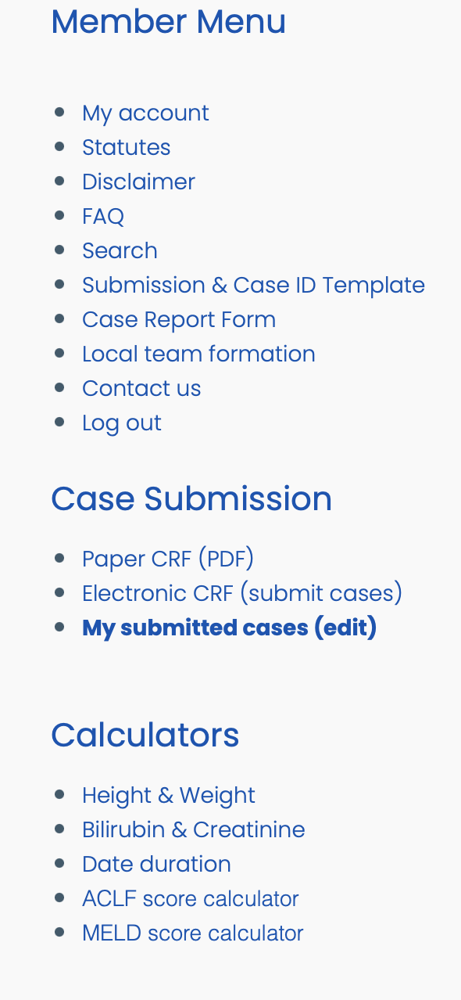 Member Menu
My account
Statutes
Disclaimer
FAQ
Search
Submission & Case ID Template
Case Report Form
Local team formation
Contact us
Log out
Case Submission
Paper CRF (PDF)
Electronic CRF (submit cases)
My submitted cases (edit)
Calculators
Height & Weight
Bilirubin & Creatinine
Date duration
ACLF score calculator
MELD score calculator